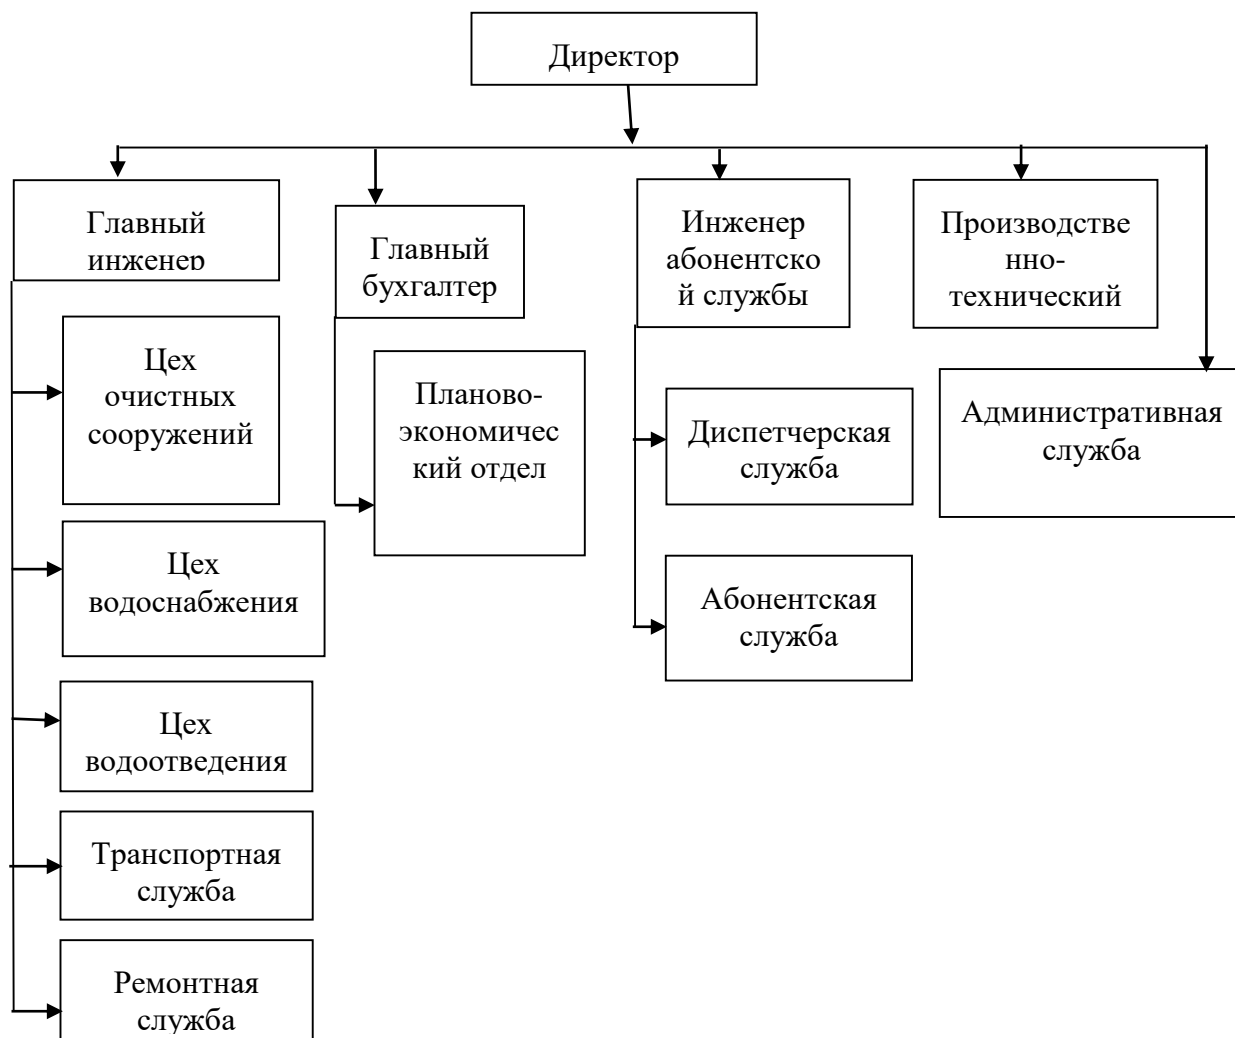 Директор
Главный
инженер
Главный
бухгалтер
Инженер
абонентско
й службы
Производстве
нно-
технический
Цех
очистных
сооружений
Планово-
экономичес
кий отдел
Диспетчерская
служба
Административная
служба
Цех
водоснабжения
Абонентская
служба
Цех
водоотведения
Транспортная
служба
Ремонтная
служба